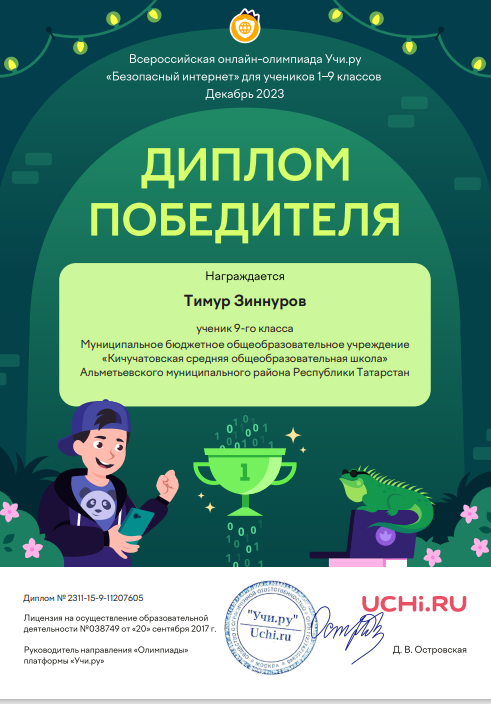 Всероссийская онлайн-олимпиада Учи.ру
«Безопасный интернет» для учеников 1–9 классов
Декабрь 2023
ДИПЛОМ
ПОБЕДИТЕЛЯ
Награждается
Тимур Зиннуров
ученик 9-го класса
Муниципальное бюджетное общеобразовательное учреждение
«Кичучатовская средняя общеобразовательная школа»
Альметьевского муниципального района Республики Татарстан
1
Диплом № 2311-15-9-11207605
Лицензия на осуществление образовательной
деятельности №038749 от «20» сентября 2017 г.
Руководитель направления «Олимпиады»
платформы «Учи.ру»
"Учи.ру"
Uchi.ru
МОСКВА
UCHi.RU
Д. В. Островская